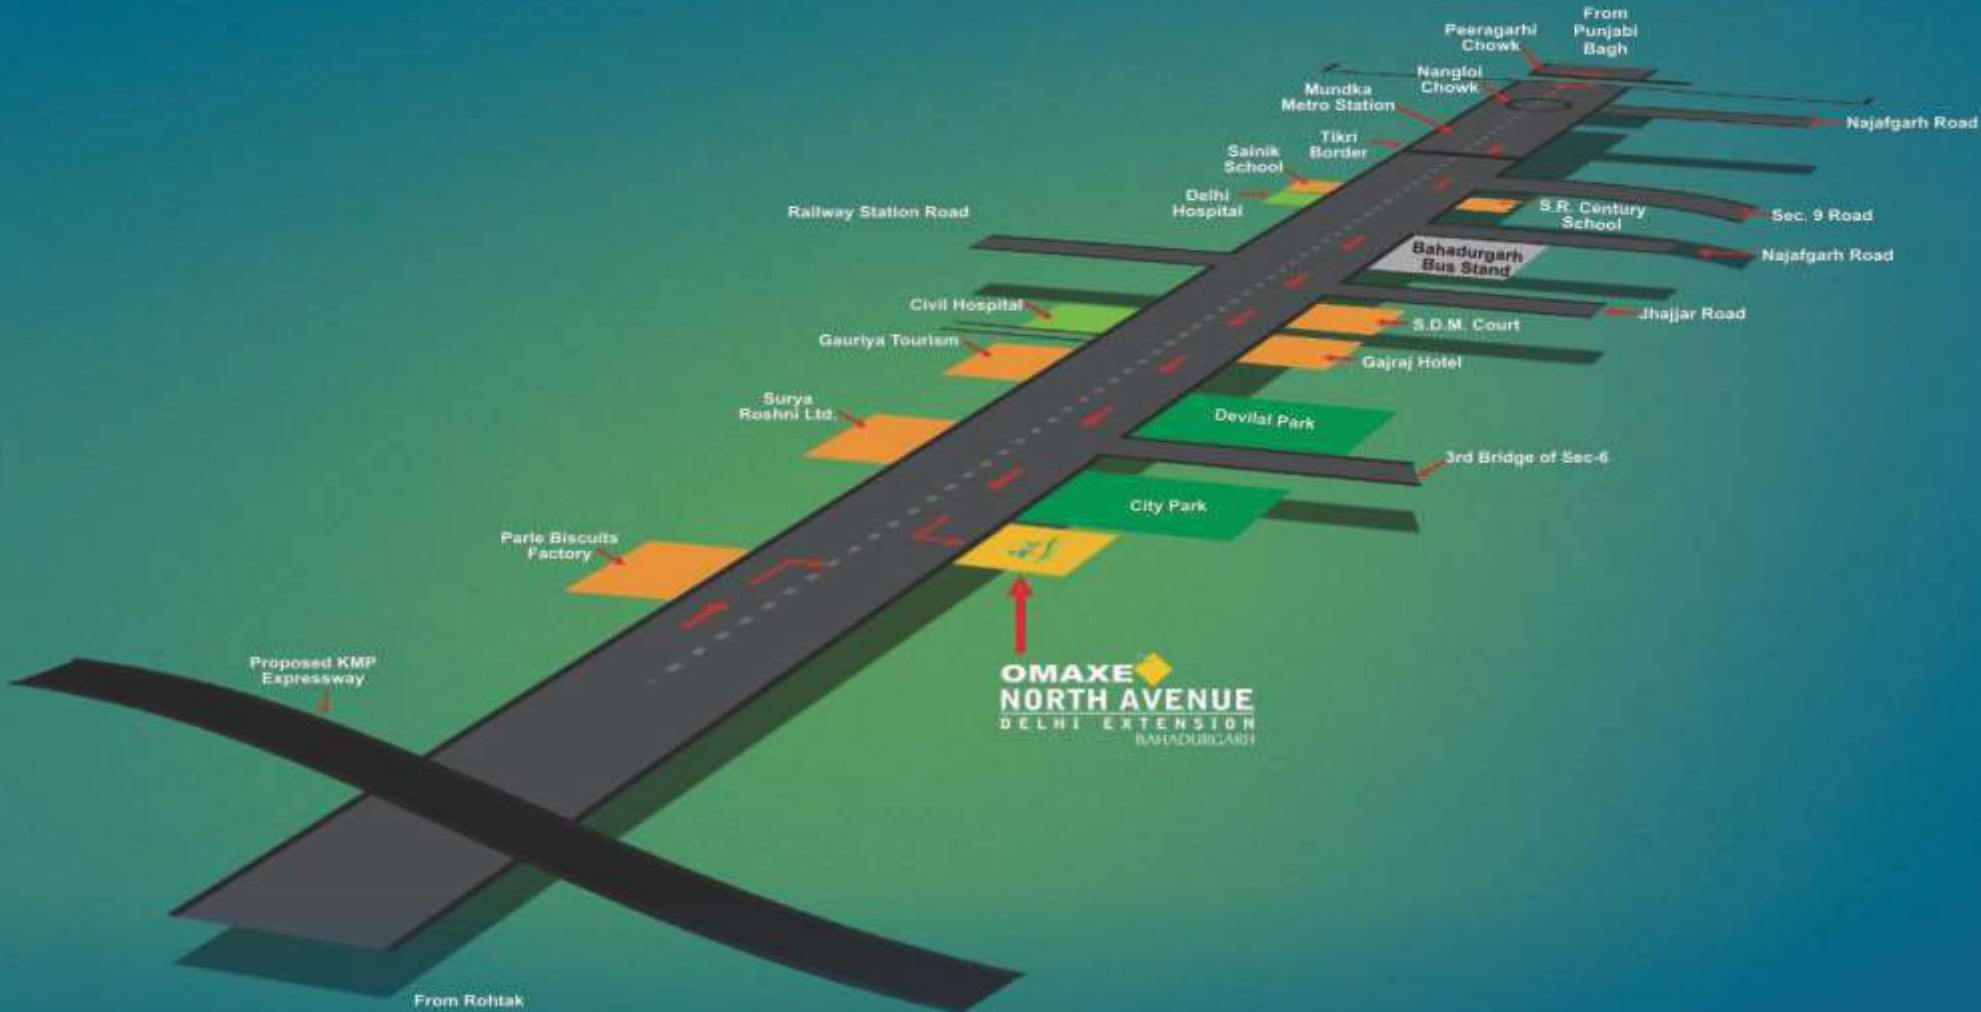 From
Punjabi
Bagh
Peeragarhi
Chowk
Nangloi
Chowk
Mundka
Metro Station
Najafgarh Road
Tikri
Border
Sainik
School
Delhi
Hospital
S.R. Century
School
Sec. 9 Road
Railway Station Road
Bahadurgarh
Bus Stand
Najafgarh Road
Civil Hospital
Jhajjar Road
S.D.M. Court
Gauriya Tourism
Gajraj Hotel
Surya
Roshni Ltd.
Devilal Park
3rd Bridge of Sec-6
City Park
Parle Biscuits
Factory
Proposed KMP
Expressway
OMAXE
NORTH AVENUE
DELHI EXTENSION
BAHADURGARH
From Rohtak